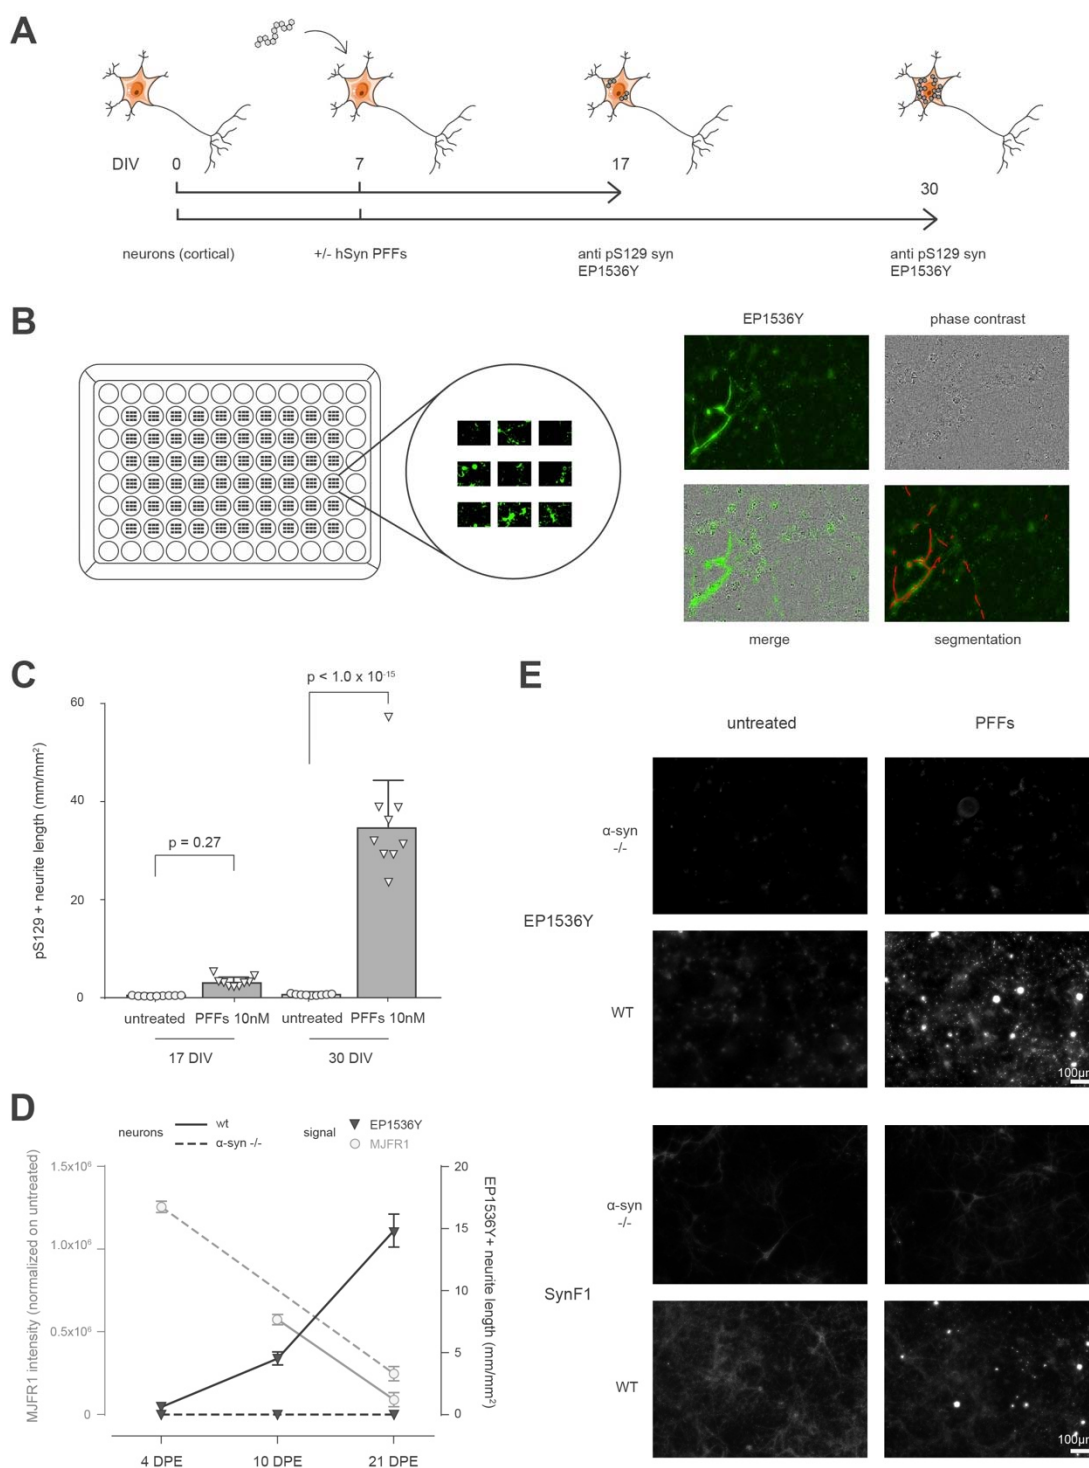 A
DIV
0
7
17
30
neurons (cortical)
+/- hSyn PFFs
anti pS129 syn
EP1536Y
anti pS129 syn
EP1536Y
B
EP1536Y
phase contrast
merge
segmentation
C
p < 1.0 x 10⁻¹⁵
p = 0.27
pS129 + neurite length (mm/mm²)
60
40
20
0
untreated
PFFs 10nM
untreated
PFFs 10nM
17 DIV
30 DIV
D
neurons
wt
α-syn -/-
signal
EP1536Y
MJFR1
MJFR1 intensity (normalized on untreated)
1.5x10⁶
1.0x10⁶
0.5x10⁶
0
EP1536Y+ neurite length (mm/mm²)
20
15
10
5
0
4 DPE
10 DPE
21 DPE
E
untreated
PFFs
EP1536Y
α-syn
-/-
WT
100µm
SynF1
α-syn
-/-
WT
100µm